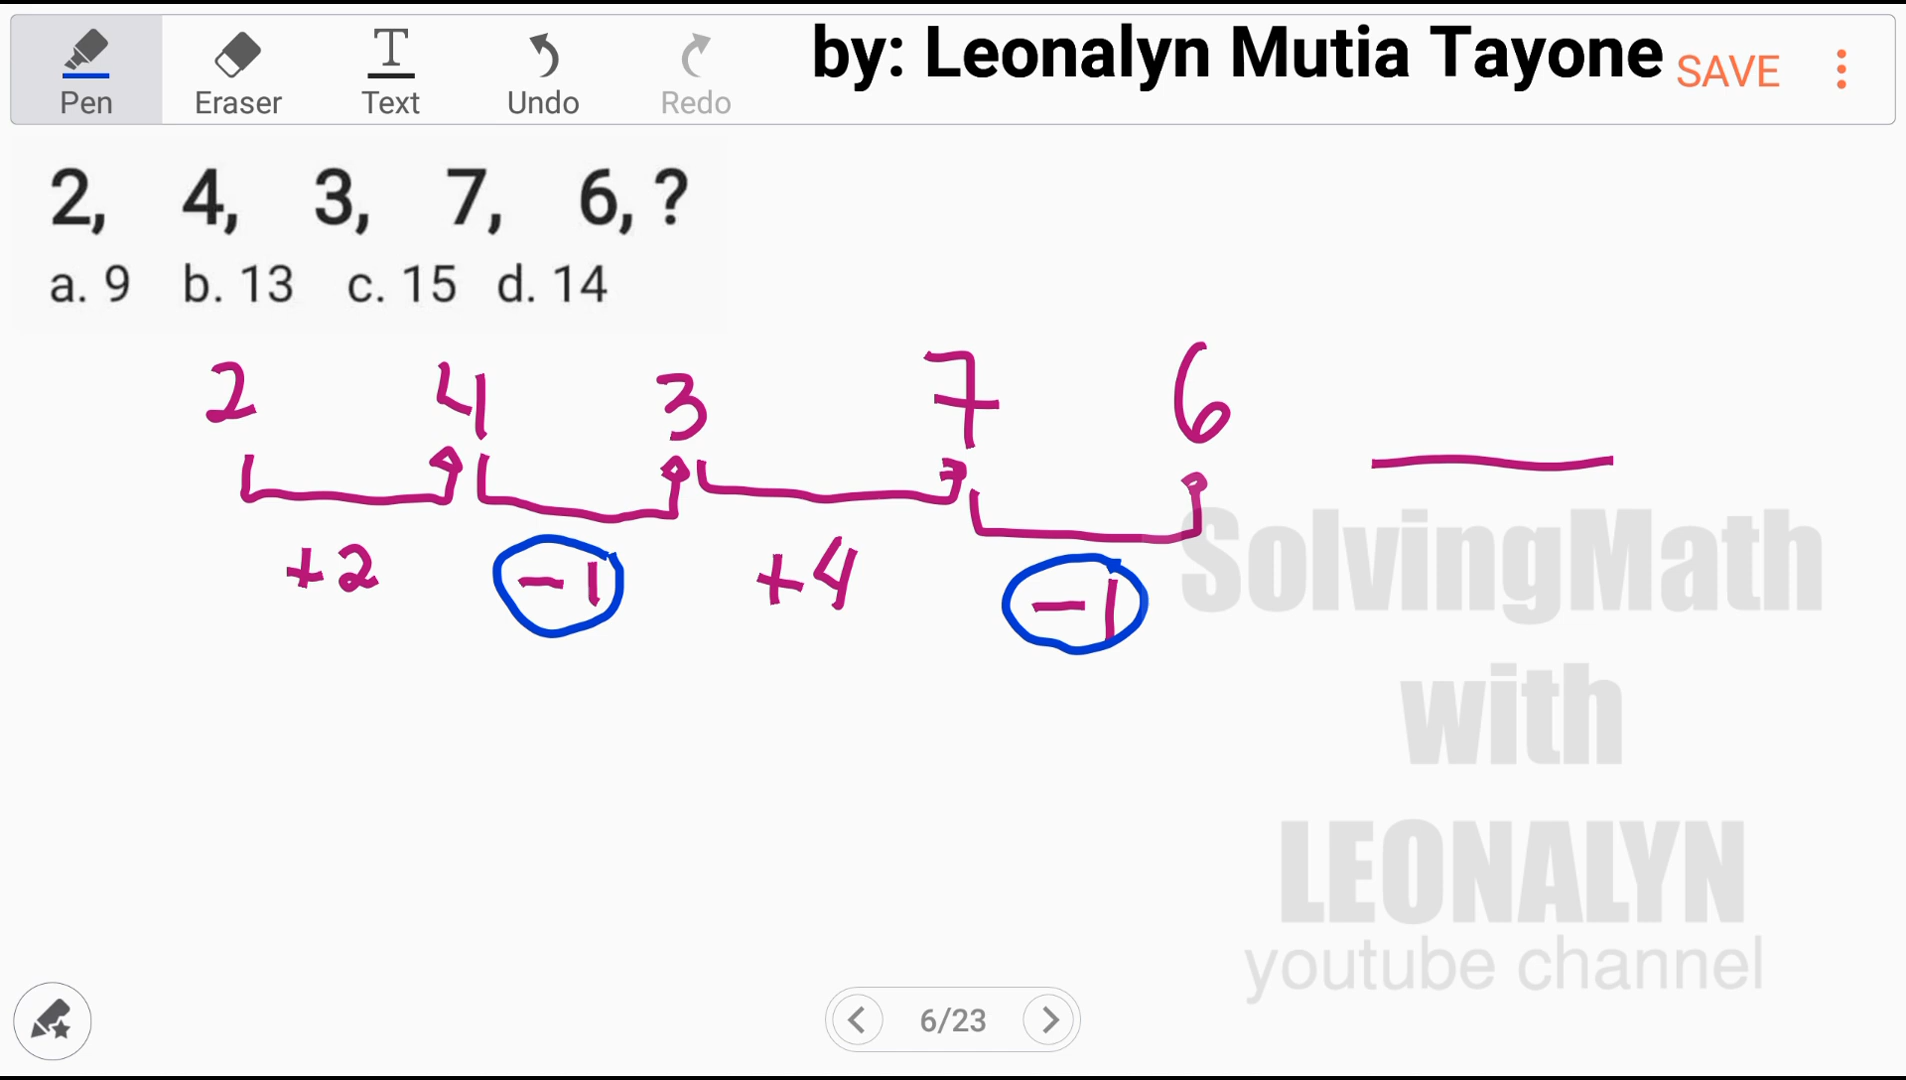 by: Leonalyn Mutia Tayone
Pen Eraser Text Undo Redo SAVE
2, 4, 3, 7, 6, ?
a. 9 b. 13 c. 15 d. 14
2 4 3 7 6
+2 -1 +4 -1
SolvingMath
with
LEONALYN
youtube channel
6/23